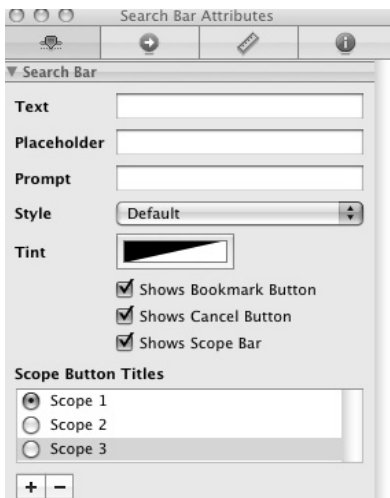 Search Bar Attributes
Search Bar
Text
Placeholder
Prompt
Style Default
Tint
Shows Bookmark Button
Shows Cancel Button
Shows Scope Bar
Scope Button Titles
Scope 1
Scope 2
Scope 3
+ −